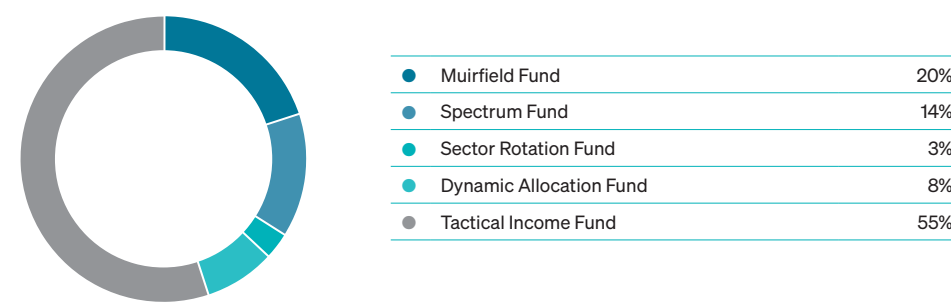 Muirfield Fund 20%
Spectrum Fund 14%
Sector Rotation Fund 3%
Dynamic Allocation Fund 8%
Tactical Income Fund 55%